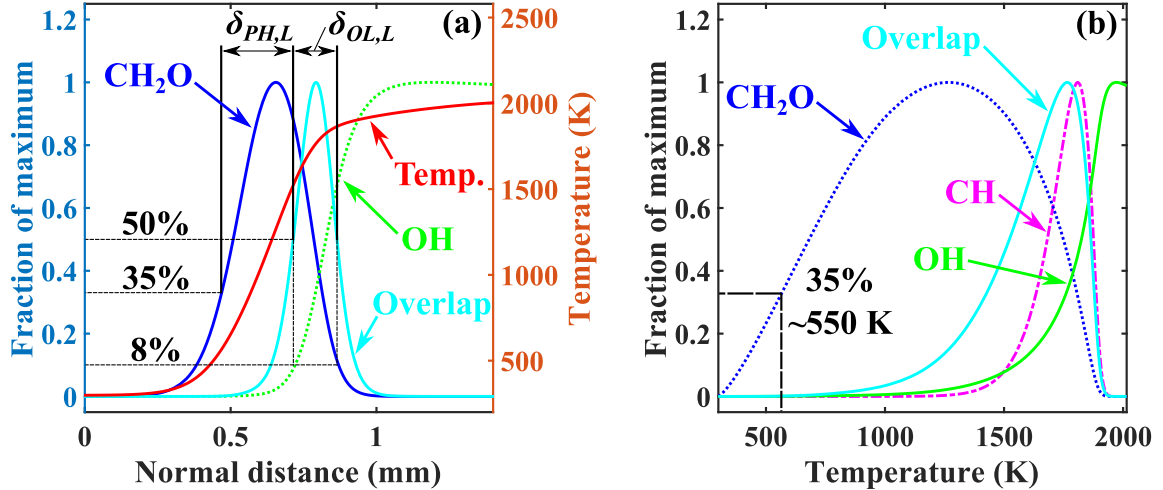 (a)
δPH,L
δOL,L
CH2O
Temp.
OH
Overlap
50%
35%
8%
Fraction of maximum
1.2
1
0.8
0.6
0.4
0.2
0
0
0.5
1
Normal distance (mm)
2500
2000
1500
1000
500
300
Temperature (K)
(b)
Overlap
CH2O
CH
OH
35%
~550 K
Fraction of maximum
1.2
1
0.8
0.6
0.4
0.2
0
500
1000
1500
2000
Temperature (K)